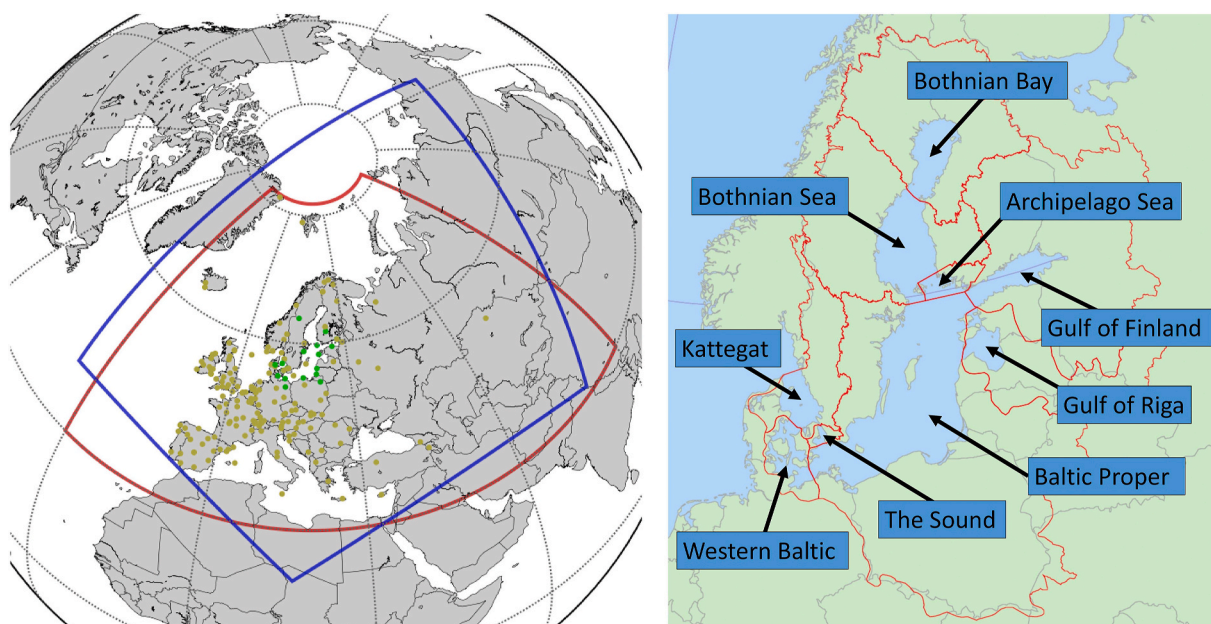 Bothnian Bay
Bothnian Sea
Archipelago Sea
Gulf of Finland
Kattegat
Gulf of Riga
Baltic Proper
The Sound
Western Baltic